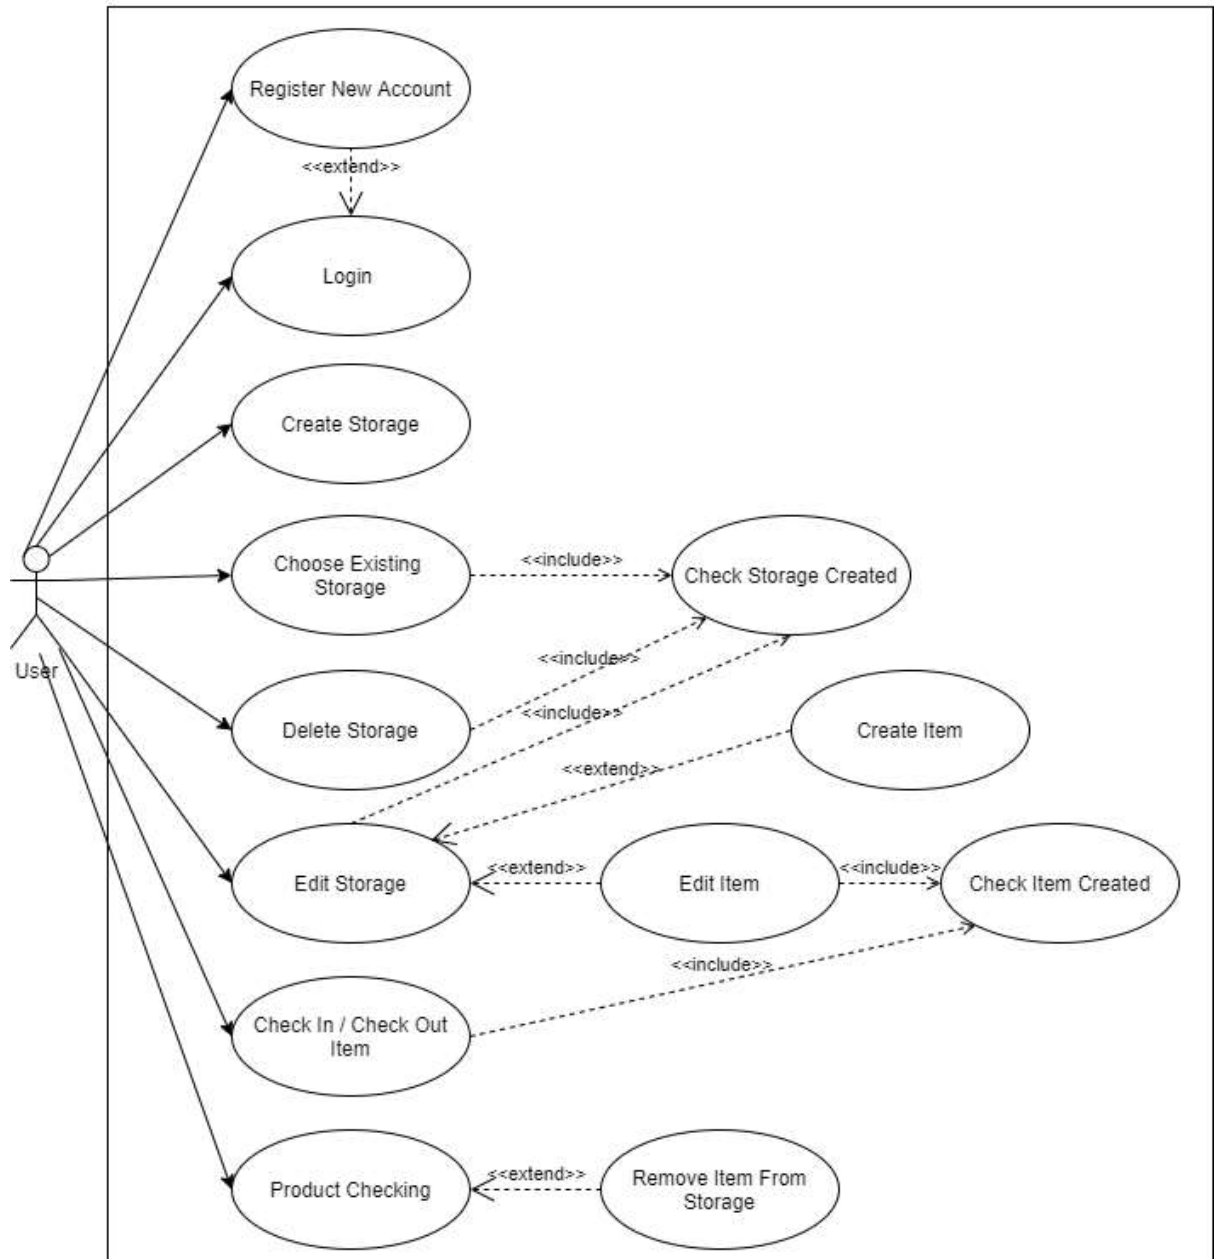 Register New Account
<<extend>>
Login
Create Storage
Choose Existing
Storage
<<include>>
Check Storage Created
User
<<include>>
<<include>>
Delete Storage
Create Item
<<extend>>
Edit Storage
<<extend>>
Edit Item
<<include>>
Check Item Created
<<include>>
Check In / Check Out
Item
Product Checking
<<extend>>
Remove Item From
Storage